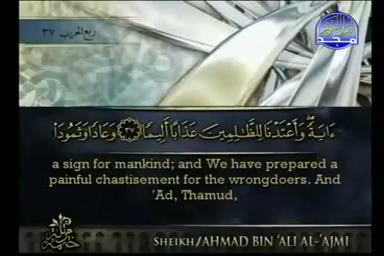 ربع الحزب ٣٧
ءَايَةً ۖ وَأَعْتَدْنَا لِلظَّٰلِمِينَ عَذَابًا أَلِيمًا ٣٧ وَعَادًا وَثَمُودَا۟
a sign for mankind; and We have prepared a
painful chastisement for the wrongdoers. And
'Ad, Thamud,
SHEIKH/AHMAD BIN 'ALI AL-'AJMI